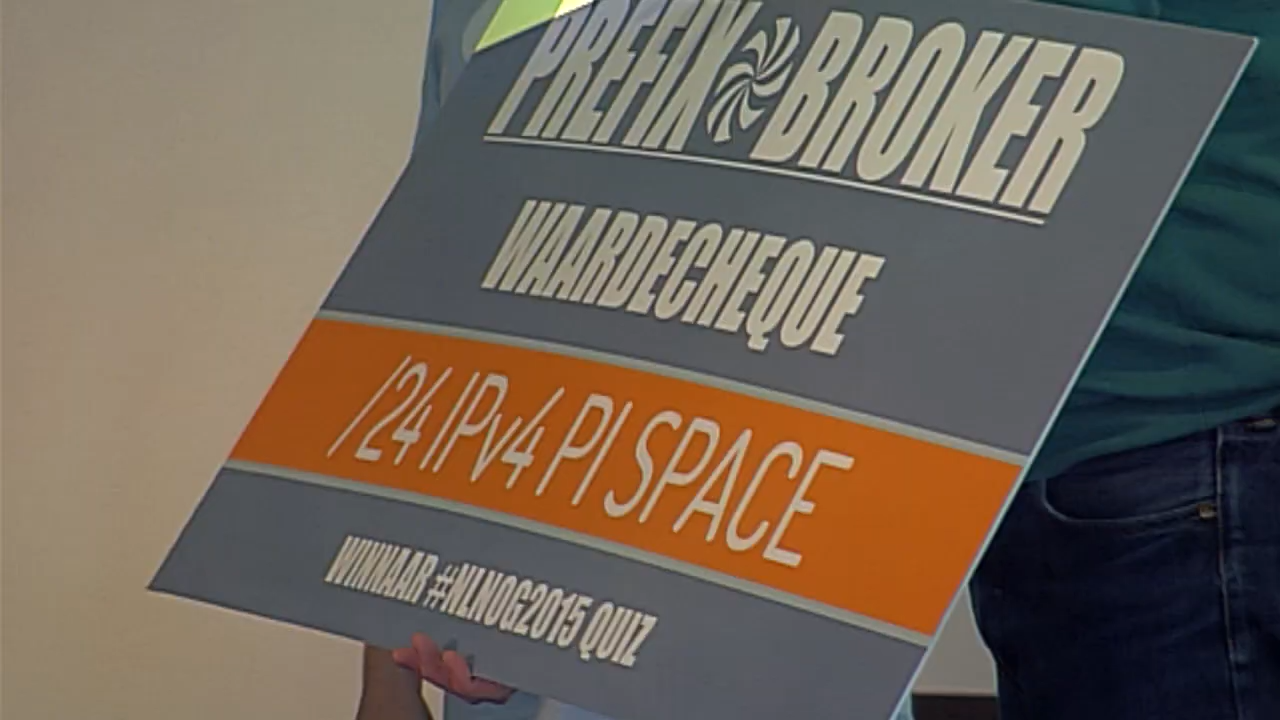 PREFIX BROKER
WAARDECHEQUE
/24 IPv4 PI SPACE
WINNAAR #NLNOG2015 QUIZ